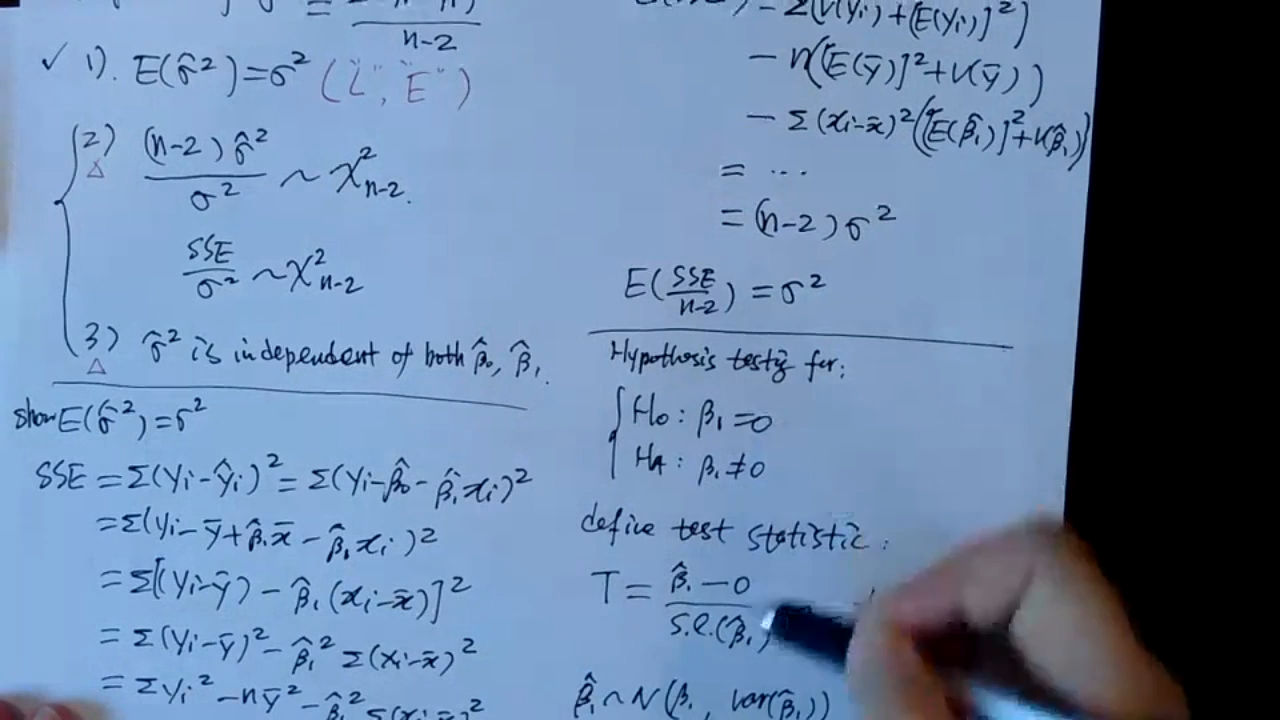 n-2
✓ 1). E(σ̂²)=σ² ("L", "E")
2) (n-2)σ̂² / σ² ~ χ²n-2.
△
SSE/σ² ~ χ²n-2
3) σ̂² is independent of both β̂₀, β̂₁.
△
show E(σ̂²)=σ²
SSE = Σ(Yi-Ŷi)² = Σ(Yi-β̂₀-β̂₁xi)²
= Σ(Yi-ȳ+β̂₁x̄-β̂₁xi)²
= Σ[(Yi-ȳ) - β̂₁(xi-x̄)]²
= Σ(Yi-ȳ)² - β̂₁² Σ(xi-x̄)²
= ΣYi² - nȳ² - β̂₁² Σ(xi-x̄)²
- Σ(V(Yi)+[E(Yi)]²)
- n([E(ȳ)]²+V(ȳ))
- Σ(xi-x̄)²([E(β̂₁)]²+V(β̂₁))
= ...
= (n-2)σ²
E(SSE/n-2) = σ²
Hypothosis testig for:
H₀: β₁=0
HA: β₁≠0
define test statistic:
T = β̂₁-0 / s.e.(β̂₁)
β̂₁ ~ N(β₁, var(β̂₁))